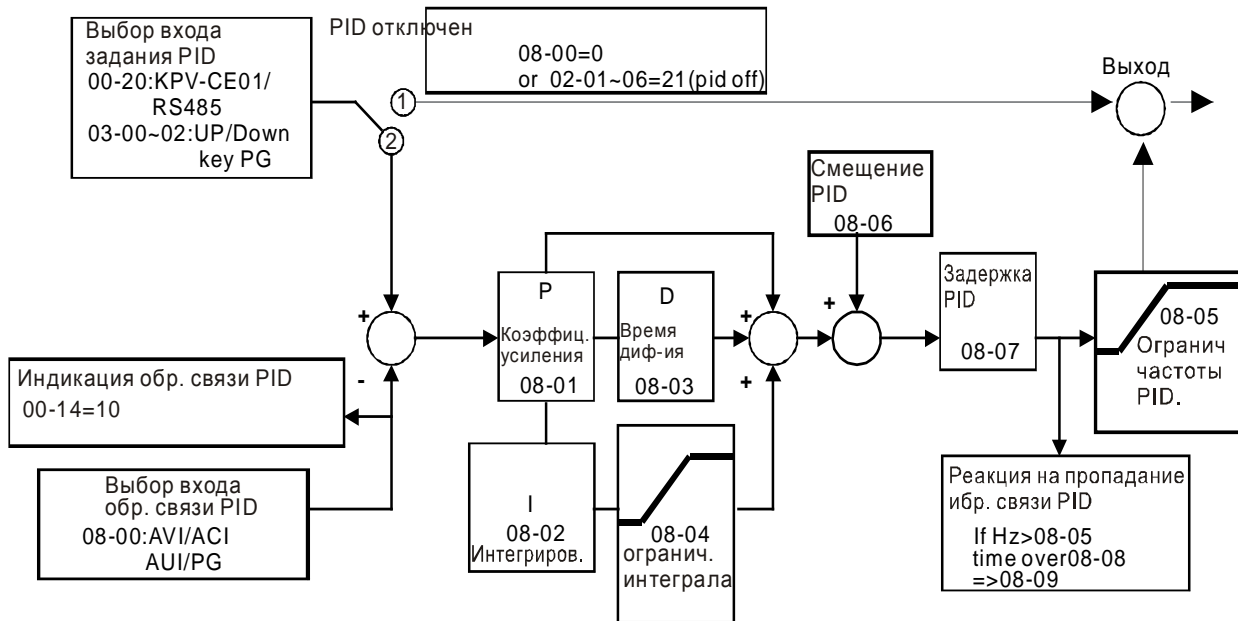 Выбор входа
задания PID
00-20:KPV-CE01/
RS485
03-00~02:UP/Down
key PG
PID отключен
08-00=0
or 02-01~06=21(pid off)
1
2
Выход
Смещение
PID
08-06
+
-
P
Коэффиц.
усиления
08-01
D
Время
диф-ия
08-03
+
+
+
Задержка
PID
08-07
08-05
Огранич
частоты
PID.
Индикация обр. связи PID
00-14=10
Выбор входа
обр. связи PID
08-00:AVI/ACI
AUI/PG
I
08-02
Интегриров.
08-04
огранич.
интеграла
Реакция на пропадание
ибр. связи PID
If Hz>08-05
time over08-08
=>08-09